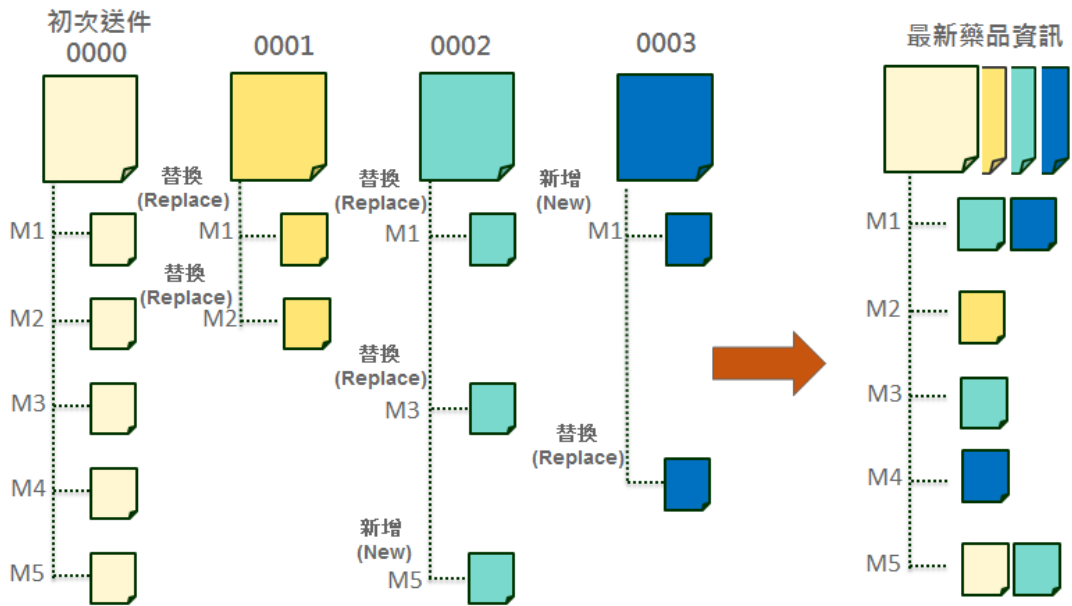 初次送件
0000
0001
0002
0003
最新藥品資訊
M1
M2
M3
M4
M5
替換
(Replace)
M1
替換
(Replace)
M2
替換
(Replace)
M1
替換
(Replace)
M3
新增
(New)
M5
新增
(New)
M1
替換
(Replace)
M1
M2
M3
M4
M5